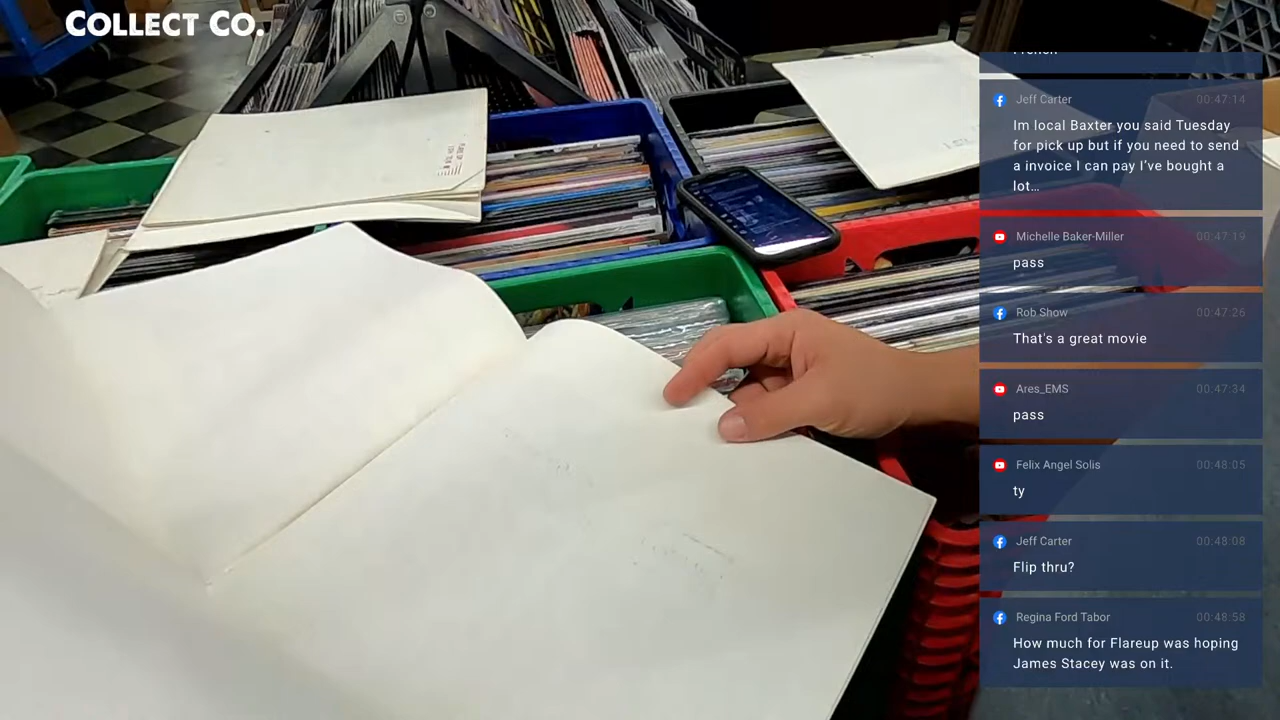 COLLECT CO.
French
Jeff Carter 00:47:14
Im local Baxter you said Tuesday
for pick up but if you need to send
a invoice I can pay I've bought a
lot...
Michelle Baker-Miller 00:47:19
pass
Rob Show 00:47:26
That's a great movie
Ares_EMS 00:47:34
pass
Felix Angel Solis 00:48:05
ty
Jeff Carter 00:48:08
Flip thru?
Regina Ford Tabor 00:48:58
How much for Flareup was hoping
James Stacey was on it.